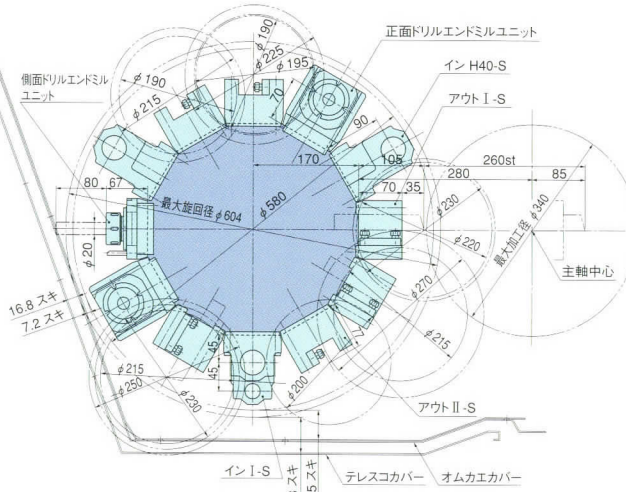 φ190
φ225
φ195
正面ドリルエンドミルユニット
イン H40-S
アウト I-S
側面ドリルエンドミル
ユニット
φ190
φ215
70
90
170
105
280
260st
85
80
67
最大旋回径 φ604
φ580
70
35
φ230
φ220
最大加工径 φ340
主軸中心
φ20
φ270
16.8 スキ
7.2 スキ
φ215
φ215
φ250
φ230
45
45
φ200
77
アウト II-S
イン I-S
5 スキ
テレスコカバー
オムカエカバー